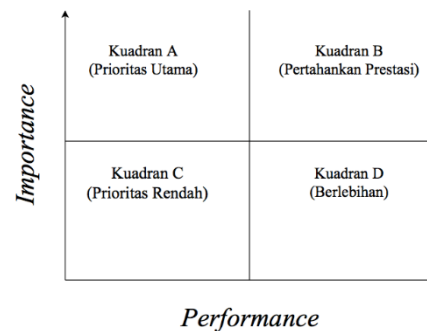 Kuadran A
(Prioritas Utama)
Kuadran B
(Pertahankan Prestasi)
Importance
Kuadran C
(Prioritas Rendah)
Kuadran D
(Berlebihan)
Performance